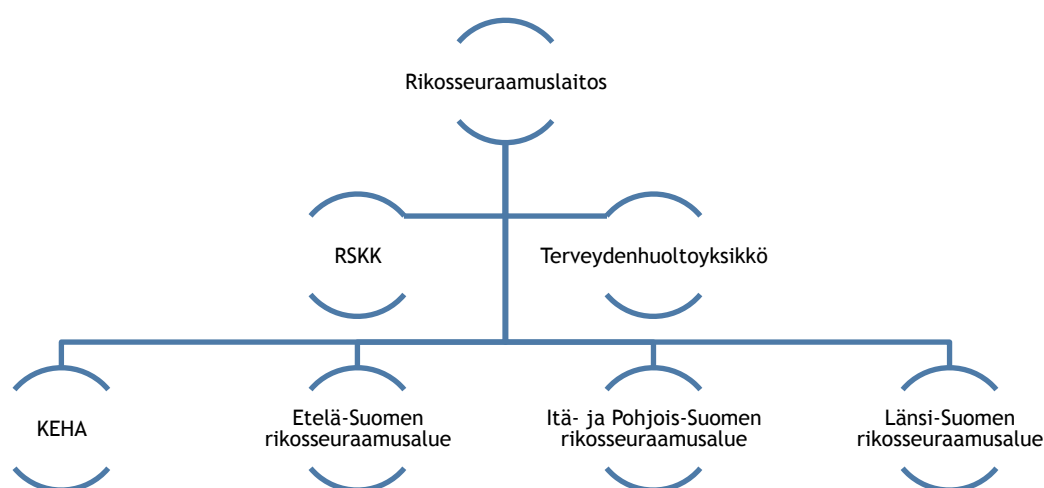 Rikosseuraamuslaitos
RSKK
Terveydenhuoltoyksikkö
KEHA
Etelä-Suomen
rikosseuraamusalue
Itä- ja Pohjois-Suomen
rikosseuraamusalue
Länsi-Suomen
rikosseuraamusalue